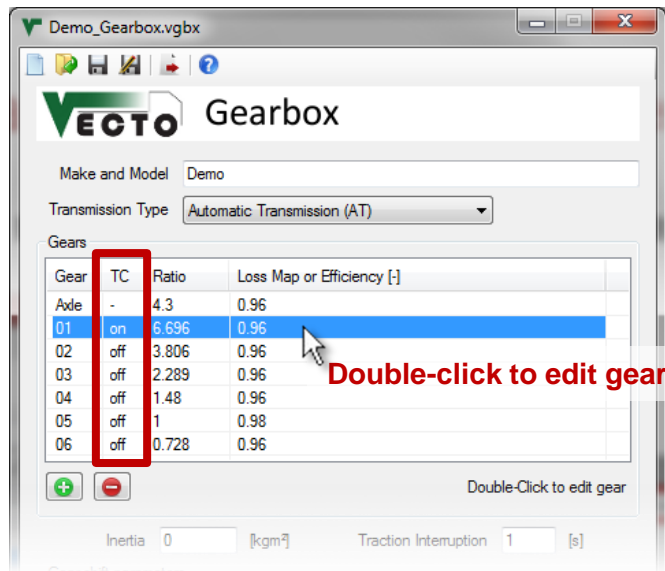 Demo_Gearbox.vgbx
VECTO Gearbox
Make and Model Demo
Transmission Type Automatic Transmission (AT)
Gears
Gear TC Ratio Loss Map or Efficiency [-]
Axle - 4.3 0.96
01 on 6.696 0.96
02 off 3.806 0.96
03 off 2.289 0.96
Double-click to edit gear
04 off 1.48 0.96
05 off 1 0.98
06 off 0.728 0.96
Double-Click to edit gear
Inertia 0 [kgm²] Traction Interruption 1 [s]